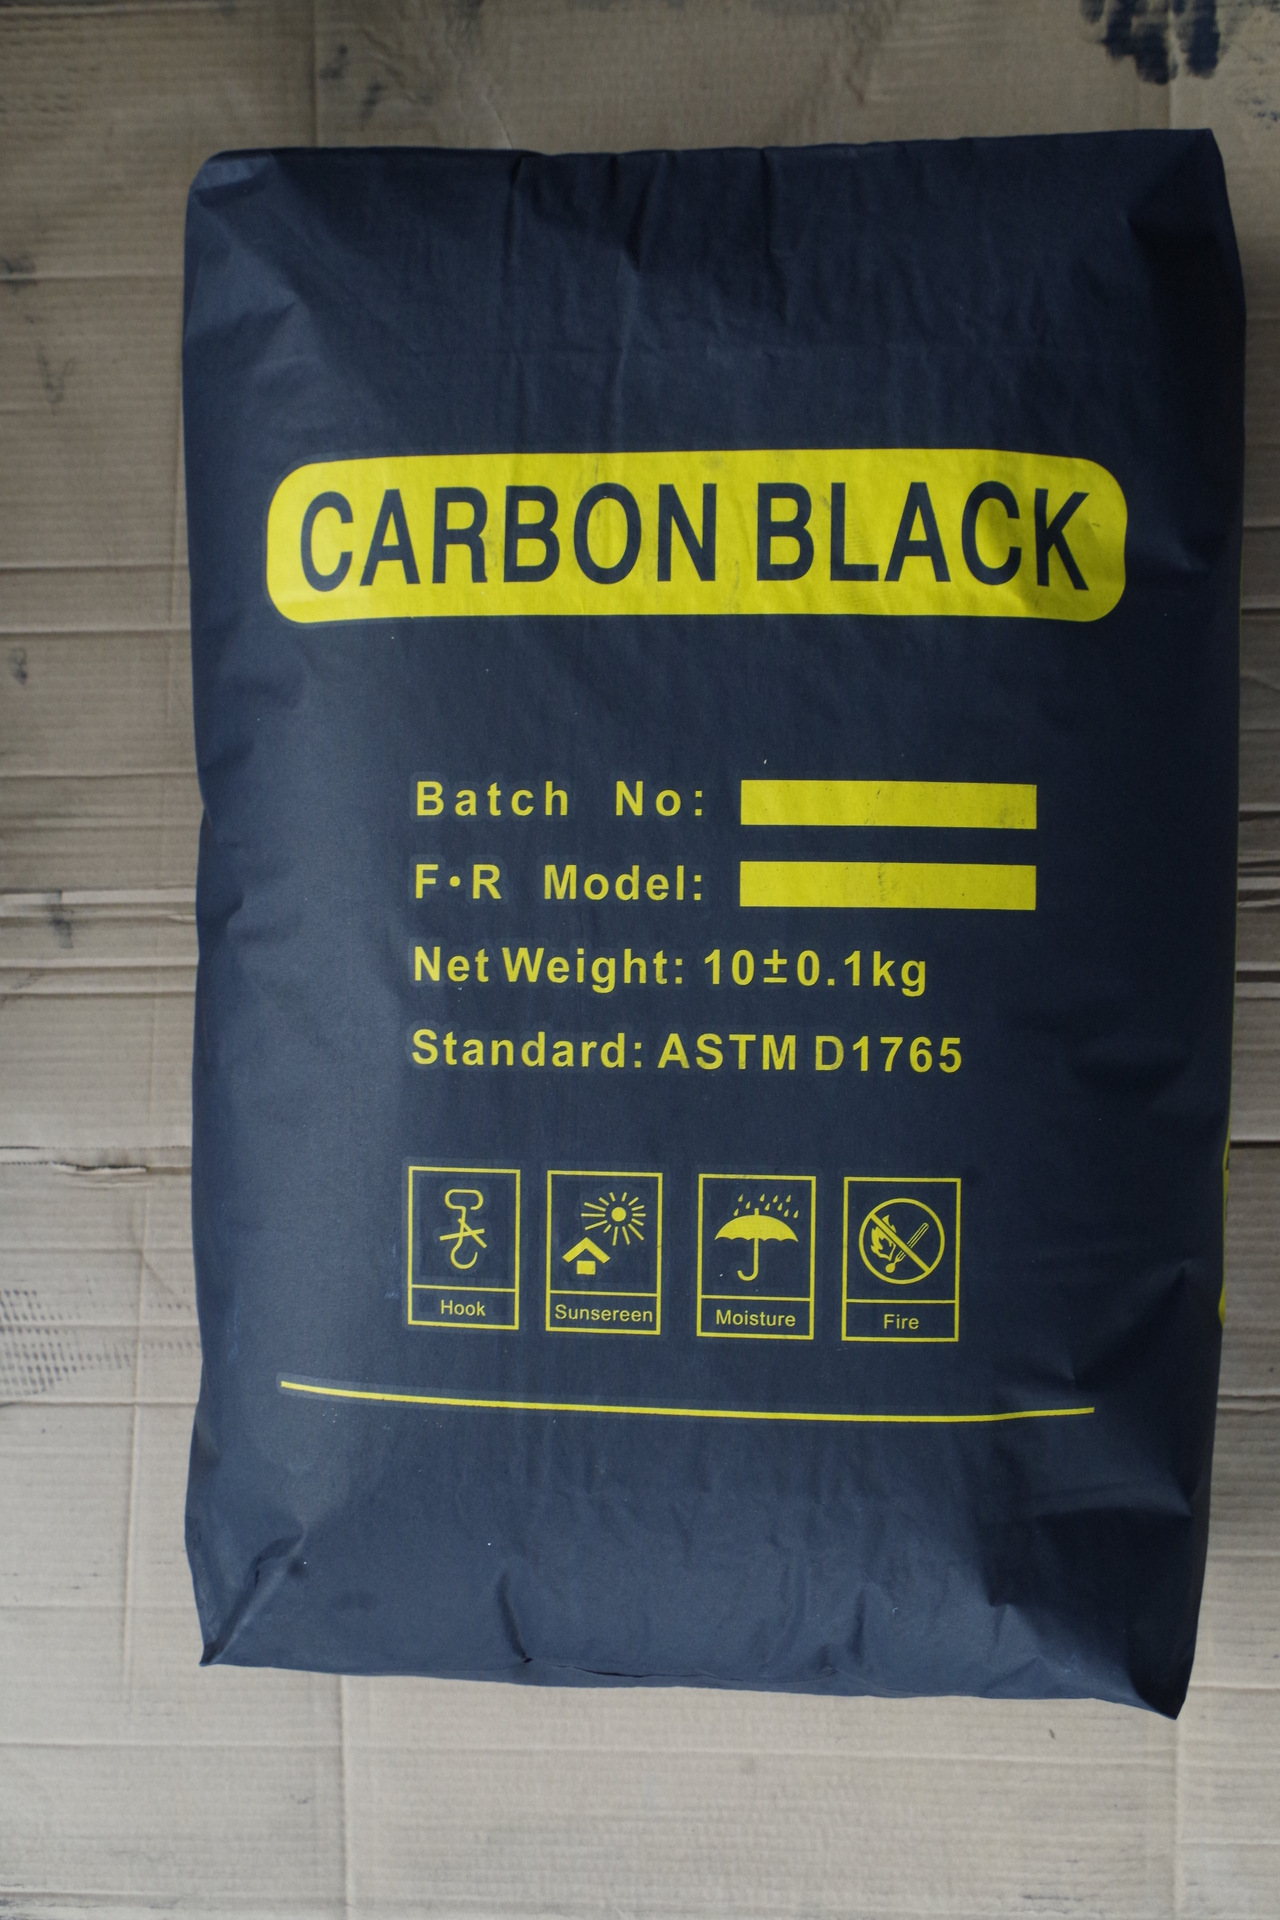 CARBON BLACK
Batch No:
F·R Model:
Net Weight: 10±0.1kg
Standard: ASTM D1765
Hook
Sunsereen
Moisture
Fire